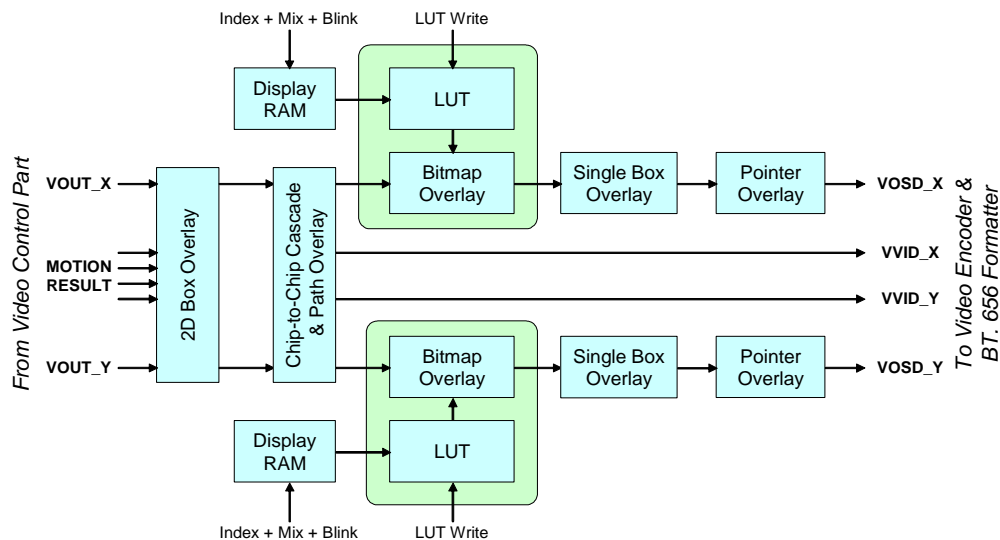 Index + Mix + Blink
LUT Write
Display
RAM
LUT
Bitmap
Overlay
Single Box
Overlay
Pointer
Overlay
From Video Control Part
VOUT_X
MOTION
RESULT
VOUT_Y
2D Box Overlay
Chip-to-Chip Cascade
& Path Overlay
VOSD_X
VVID_X
VVID_Y
VOSD_Y
To Video Encoder &
BT. 656 Formatter
Bitmap
Overlay
Single Box
Overlay
Pointer
Overlay
Display
RAM
LUT
Index + Mix + Blink
LUT Write